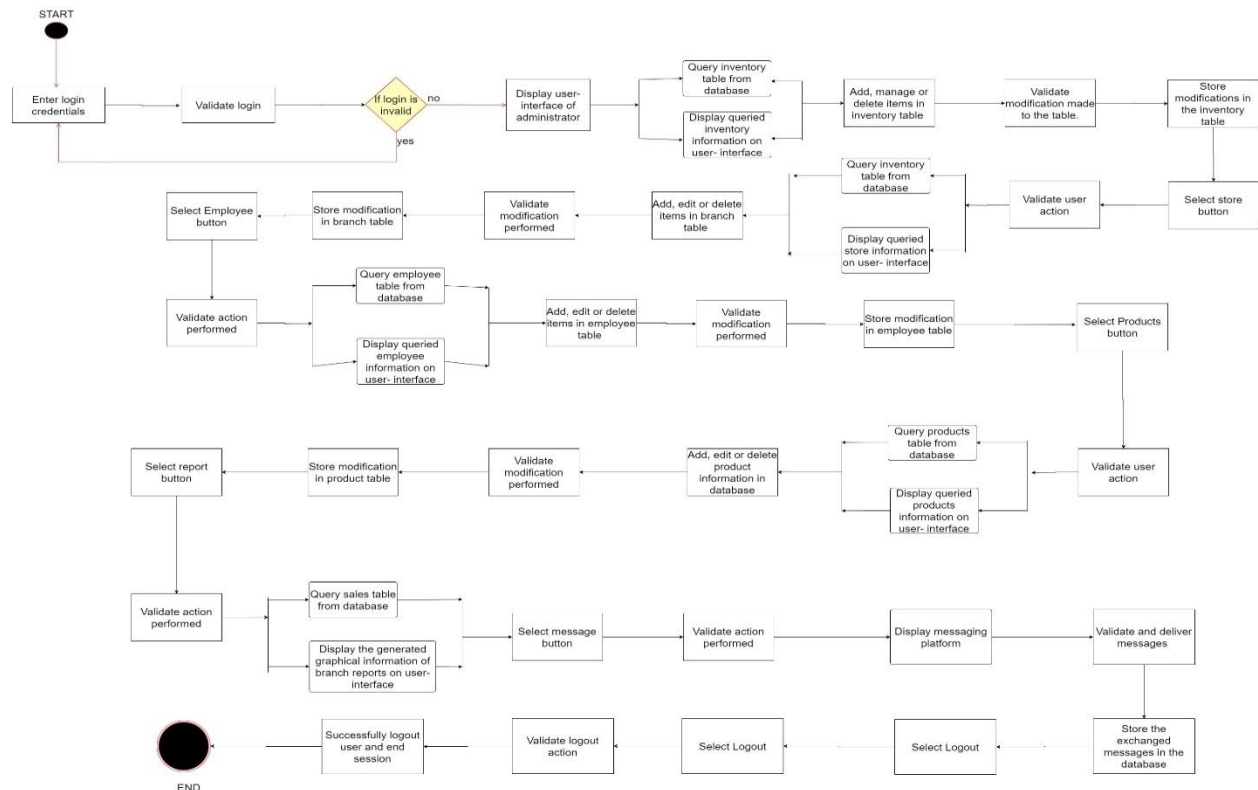 START
Enter login
credentials
Validate login
If login is
invalid
no
yes
Display user-
interface of
administrator
Query inventory
table from
database
Display queried
inventory
information on
user- interface
Add, manage or
delete items in
inventory table
Validate
modification made
to the table.
Store
modifications in
the inventory
table
Select store
button
Validate user
action
Query inventory
table from
database
Display queried
store information
on user- interface
Add, edit or delete
items in branch
table
Validate
modification
performed
Store modification
in branch table
Select Employee
button
Validate action
performed
Query employee
table from
database
Display queried
employee
information on
user- interface
Add, edit or delete
items in employee
table
Validate
modification
performed
Store modification
in employee table
Select Products
button
Validate user
action
Query products
table from
database
Display queried
products
information on
user- interface
Add, edit or delete
product
information in
database
Validate
modification
performed
Store modification
in product table
Select report
button
Validate action
performed
Query sales table
from database
Display the generated
graphical information of
branch reports on user-
interface
Select message
button
Validate action
performed
Display messaging
platform
Validate and deliver
messages
Store the
exchanged
messages in the
database
Select Logout
Select Logout
Validate logout
action
Successfully logout
user and end
session
END